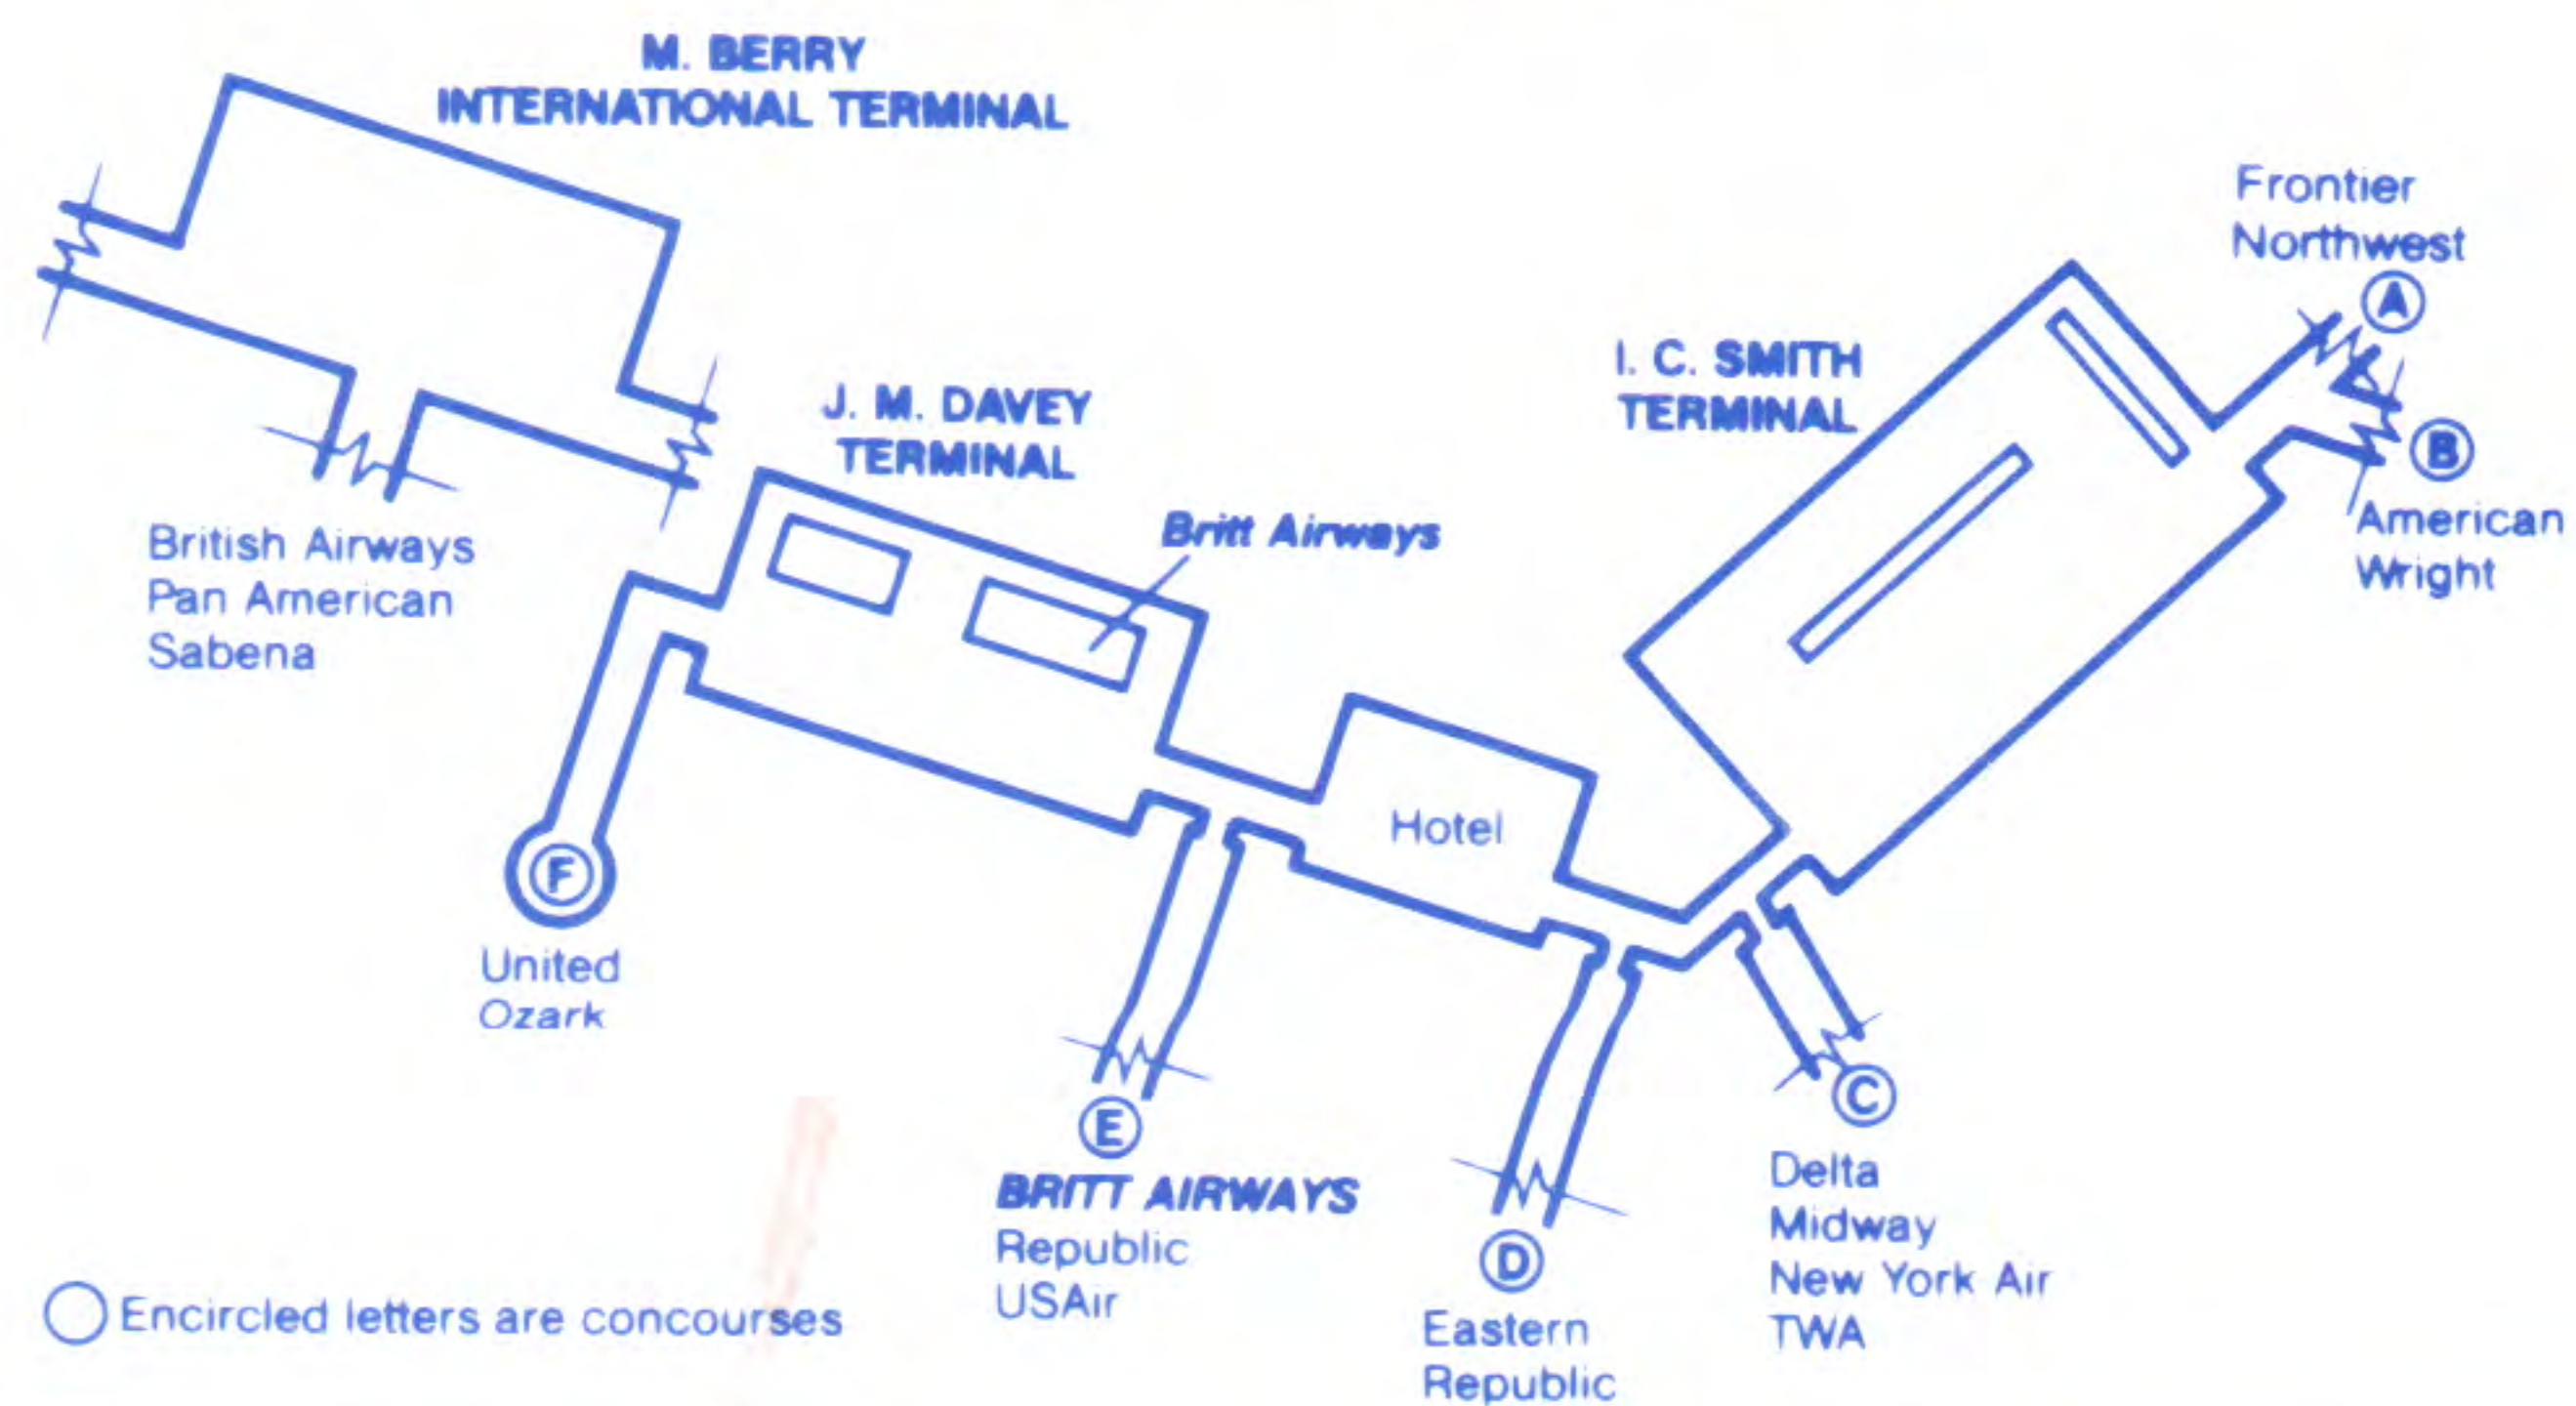 M. BERRY
INTERNATIONAL TERMINAL
Frontier
Northwest
A
I. C. SMITH
TERMINAL
J. M. DAVEY
TERMINAL
B
American
Wright
Britt Airways
British Airways
Pan American
Sabena
Hotel
F
United
Ozark
E
BRITT AIRWAYS
Republic
USAir
C
Delta
Midway
New York Air
TWA
D
Eastern
Republic
Encircled letters are concourses